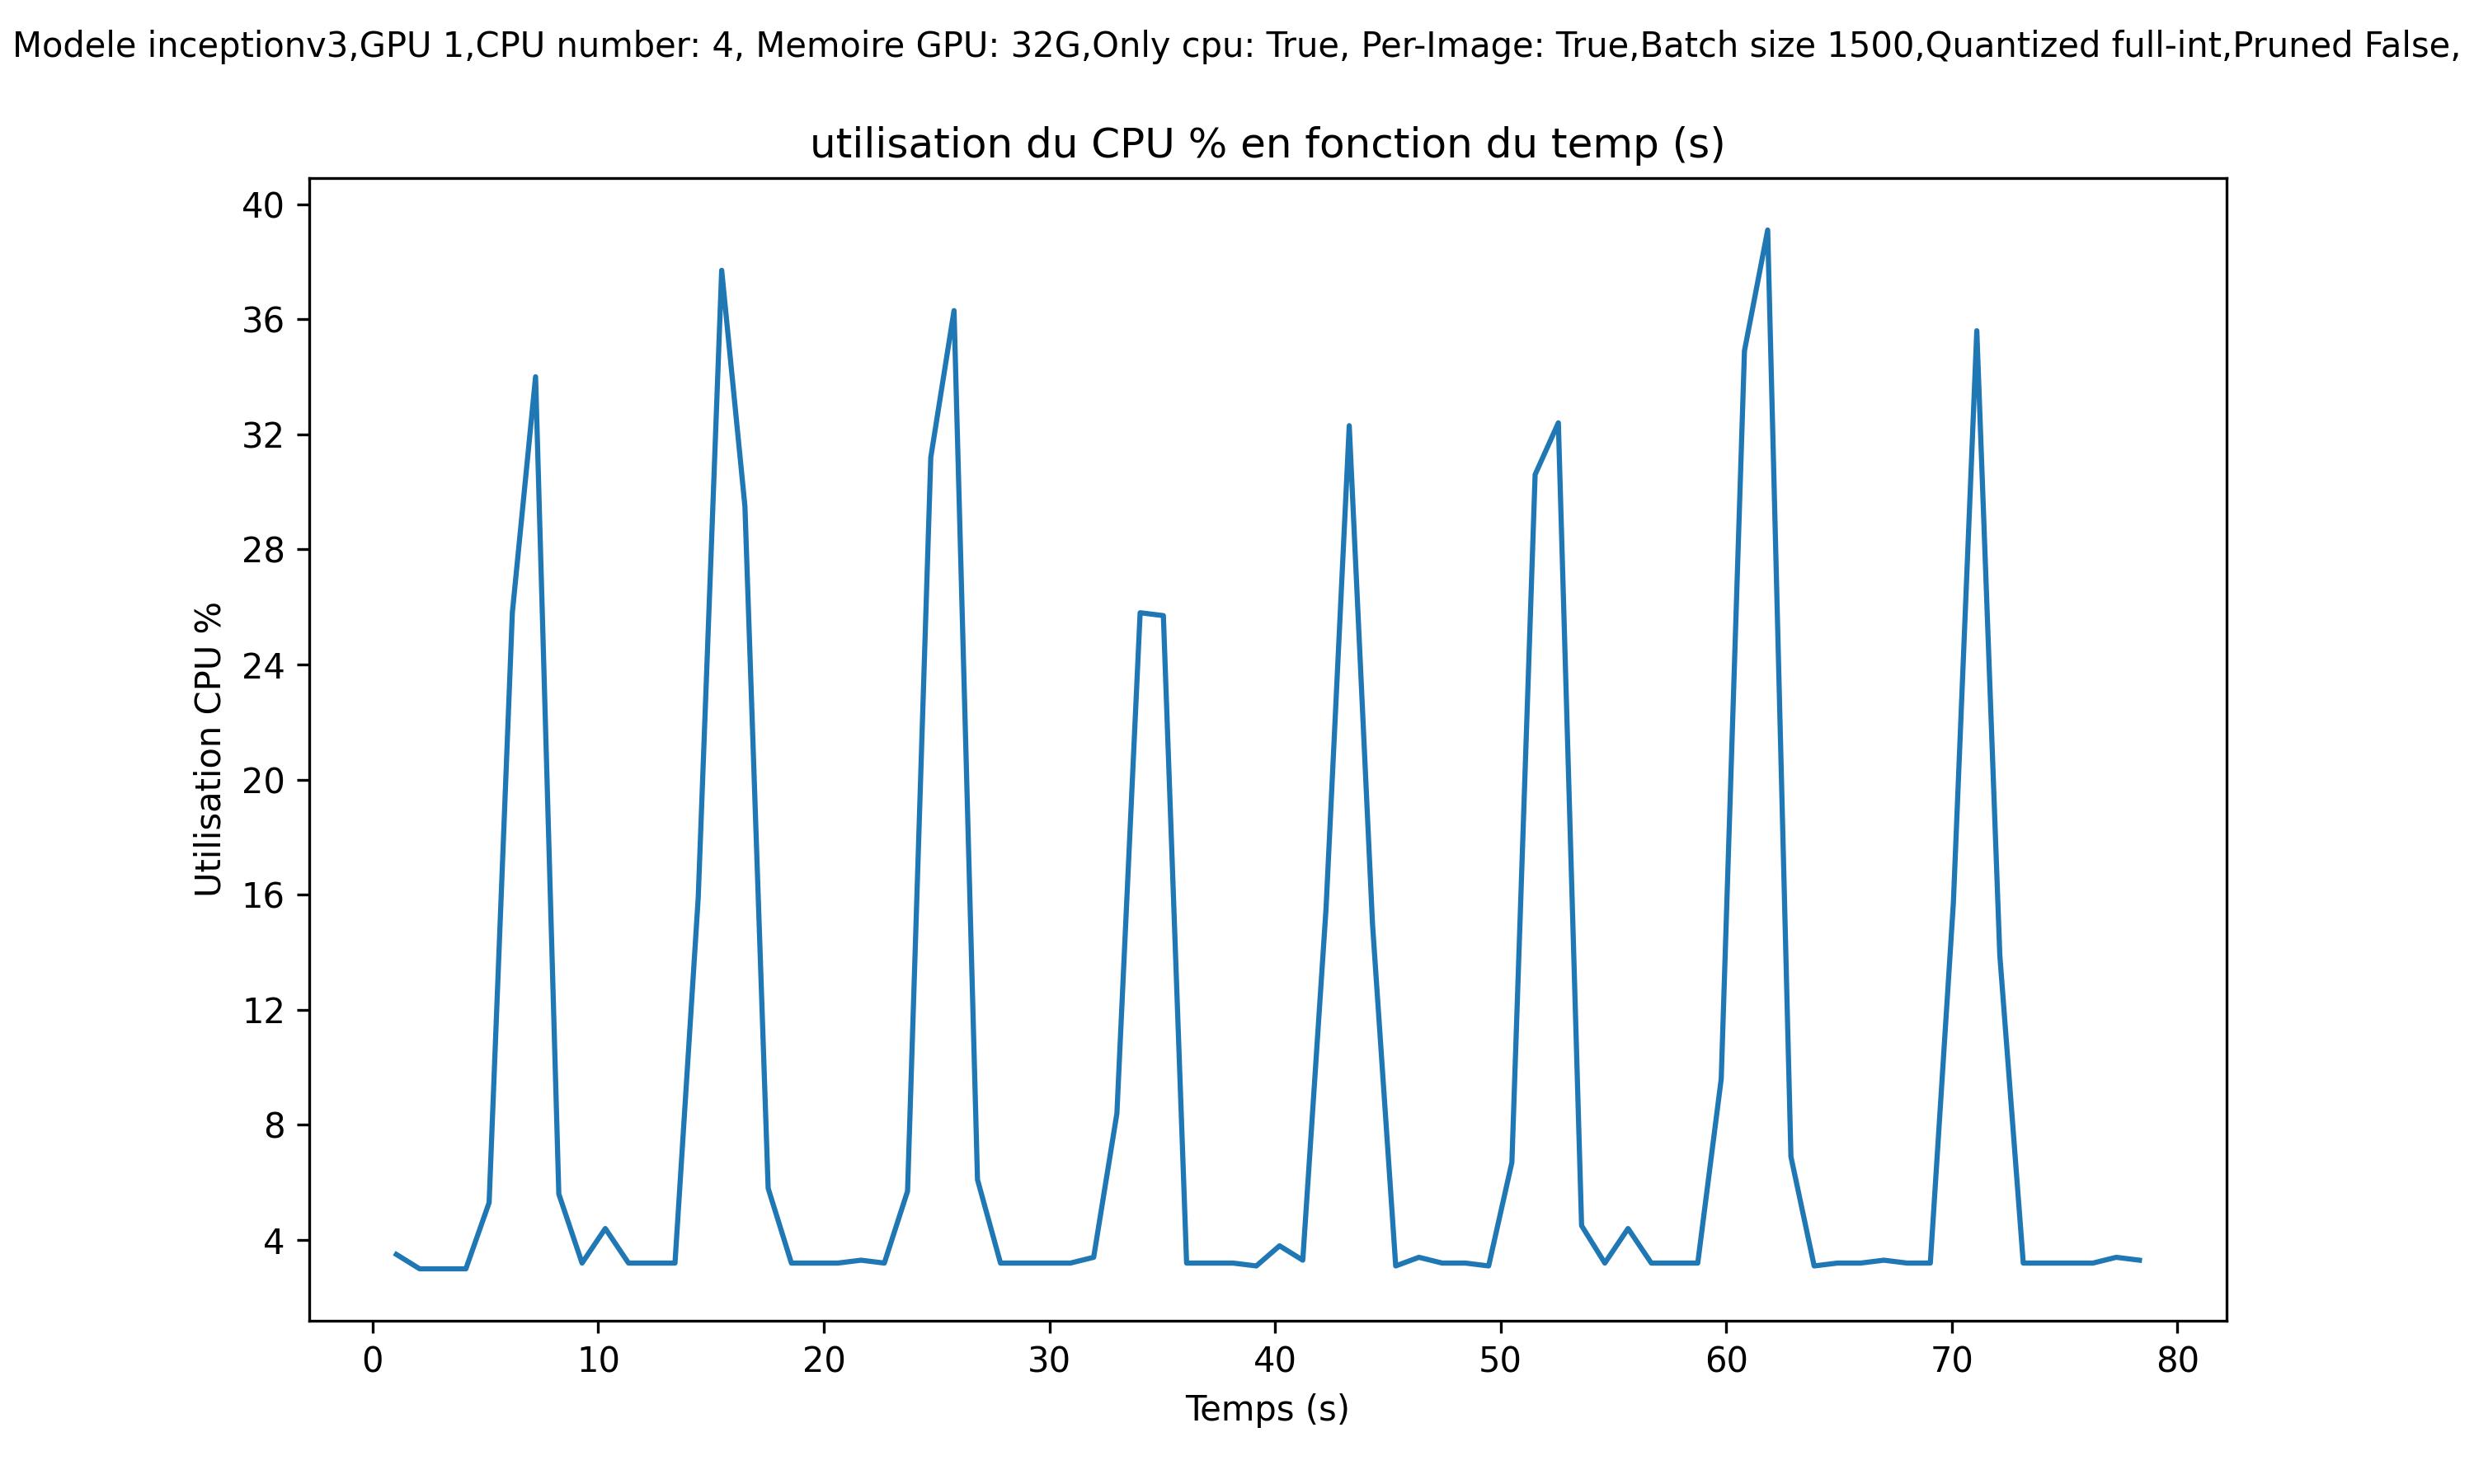 Modele inceptionv3,GPU 1,CPU number: 4, Memoire GPU: 32G,Only cpu: True, Per-Image: True,Batch size 1500,Quantized full-int,Pruned False,
utilisation du CPU % en fonction du temp (s)
Utilisation CPU %
40
36
32
28
24
20
16
12
8
4
0 10 20 30 40 50 60 70 80
Temps (s)